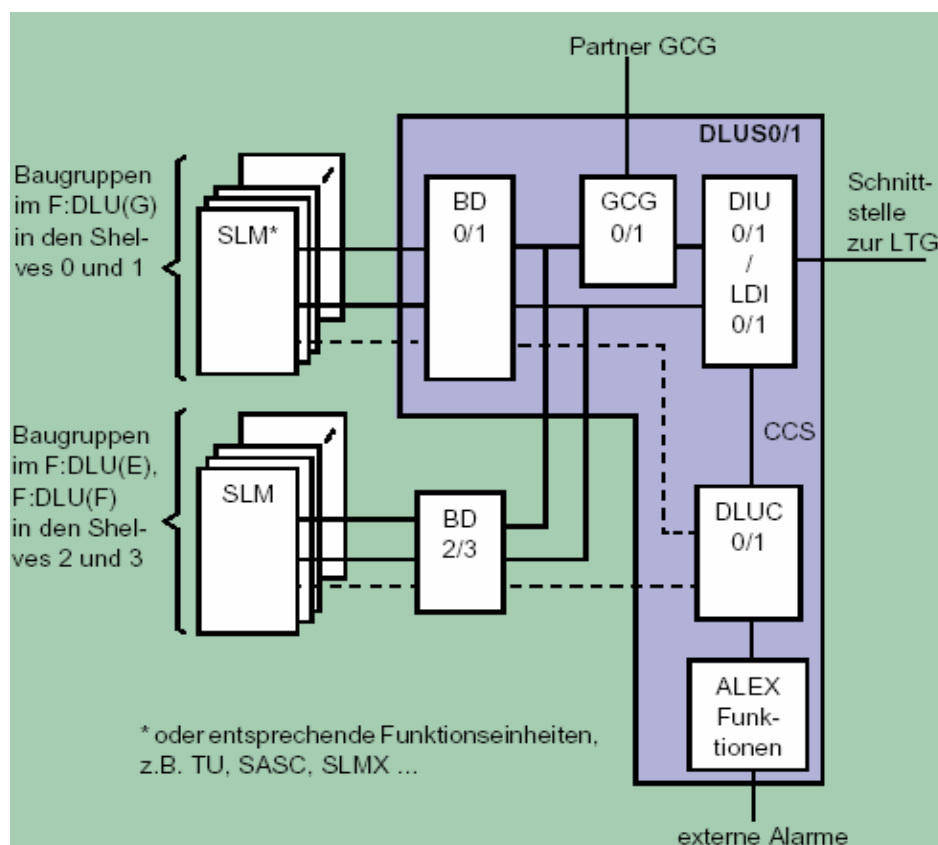 Partner GCG
DLUS0/1
Baugruppen
im F:DLU(G)
in den Shel-
ves 0 und 1
SLM*
BD
0/1
GCG
0/1
DIU
0/1
/
LDI
0/1
Schnitt-
stelle
zur LTG
CCS
Baugruppen
im F:DLU(E),
F:DLU(F)
in den Shel-
ves 2 und 3
SLM
BD
2/3
DLUC
0/1
ALEX
Funk-
tionen
* oder entsprechende Funktionseinheiten,
z.B. TU, SASC, SLMX ...
externe Alarme